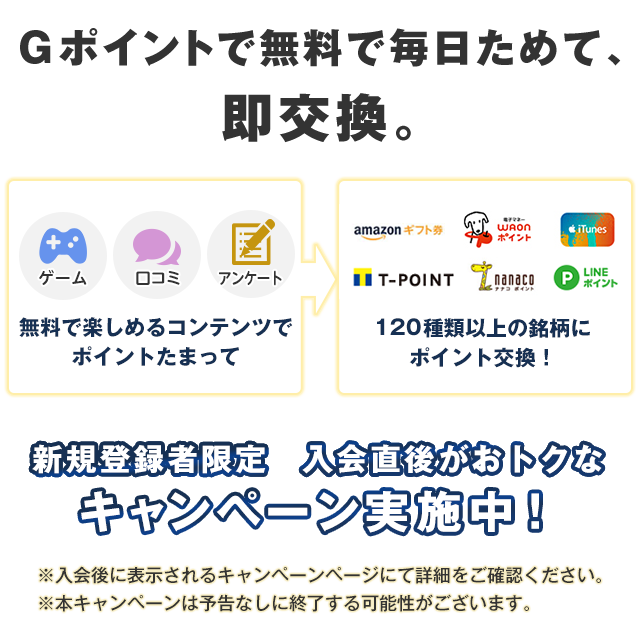 Gポイントで無料で毎日ためて、
即交換。
ゲーム
口コミ
アンケート
無料で楽しめるコンテンツで
ポイントたまって
amazon ギフト券
電子マネー
WAON
ポイント
iTunes
T-POINT
nanaco
ナナコ ポイント
P
LINE
ポイント
120種類以上の銘柄に
ポイント交換！
新規登録者限定 入会直後がおトクな
キャンペーン実施中！
※入会後に表示されるキャンペーンページにて詳細をご確認ください。
※本キャンペーンは予告なしに終了する可能性がございます。